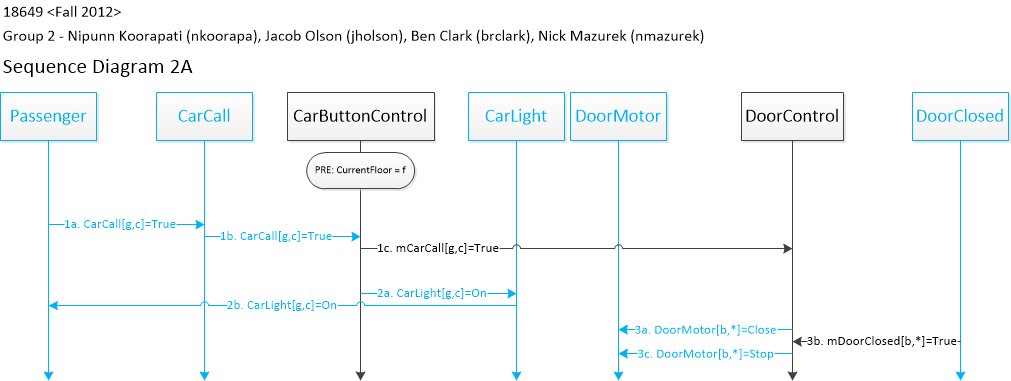 18649 <Fall 2012>
Group 2 - Nipunn Koorapati (nkoorapa), Jacob Olson (jholson), Ben Clark (brclark), Nick Mazurek (nmazurek)
Sequence Diagram 2A
Passenger
CarCall
CarButtonControl
CarLight
DoorMotor
DoorControl
DoorClosed
PRE: CurrentFloor = f
1a. CarCall[g,c]=True
1b. CarCall[g,c]=True
1c. mCarCall[g,c]=True
2a. CarLight[g,c]=On
2b. CarLight[g,c]=On
3a. DoorMotor[b,*]=Close
3b. mDoorClosed[b,*]=True
3c. DoorMotor[b,*]=Stop